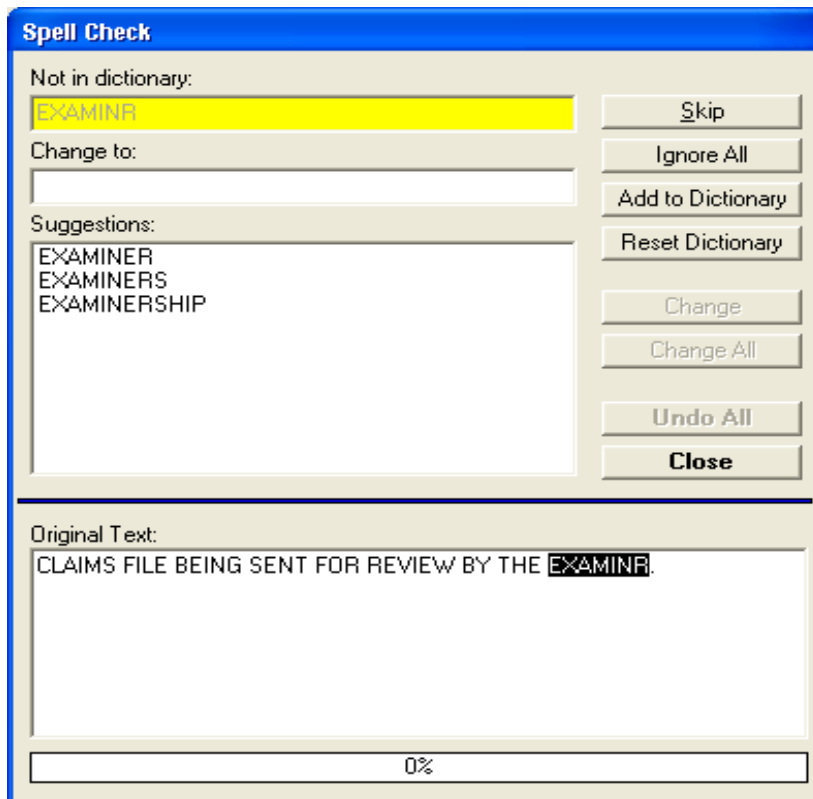 Spell Check
Not in dictionary:
EXAMINR
Skip
Change to:
Ignore All
Add to Dictionary
Suggestions:
Reset Dictionary
EXAMINER
EXAMINERS
EXAMINERSHIP
Change
Change All
Undo All
Close
Original Text:
CLAIMS FILE BEING SENT FOR REVIEW BY THE EXAMINR.
0%